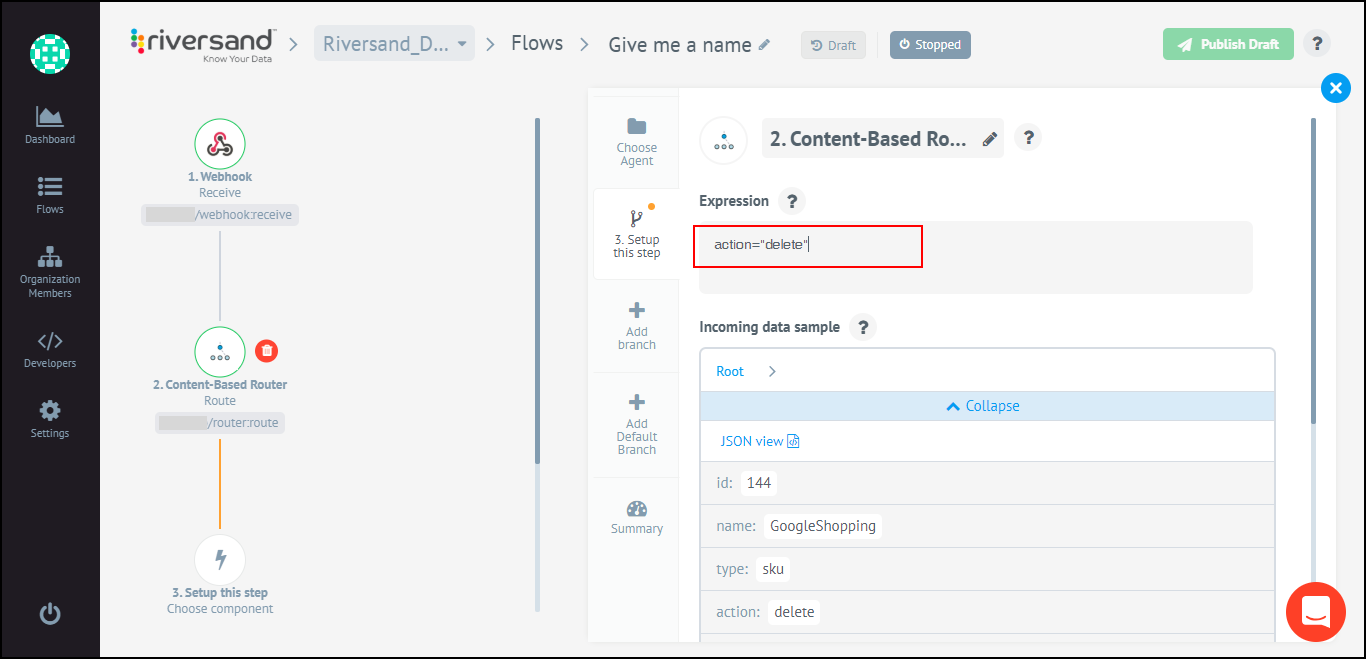 riversand
Know Your Data
Riversand_D...
Flows
Give me a name
Draft
Stopped
Publish Draft
?
Dashboard
Flows
Organization
Members
Developers
Settings
1. Webhook
Receive
/webhook:receive
2. Content-Based Router
Route
/router:route
3. Setup this step
Choose component
Choose
Agent
3. Setup
this step
Add
branch
Add
Default
Branch
Summary
2. Content-Based Ro...
?
Expression
?
action="delete"
Incoming data sample
?
Root
Collapse
JSON view
id: 144
name: GoogleShopping
type: sku
action: delete